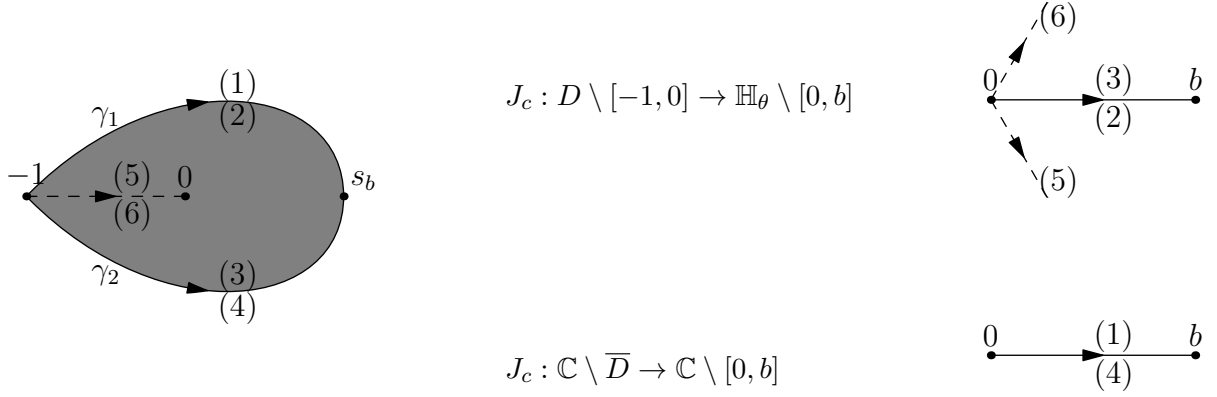 γ₁
(1)
(2)
−1
(5)
0
(6)
s_b
γ₂
(3)
(4)
J_c : D \ [−1, 0] → ℍ_θ \ [0, b]
(6)
0
(3)
b
(2)
(5)
J_c : ℂ \ D̅ → ℂ \ [0, b]
0
(1)
b
(4)